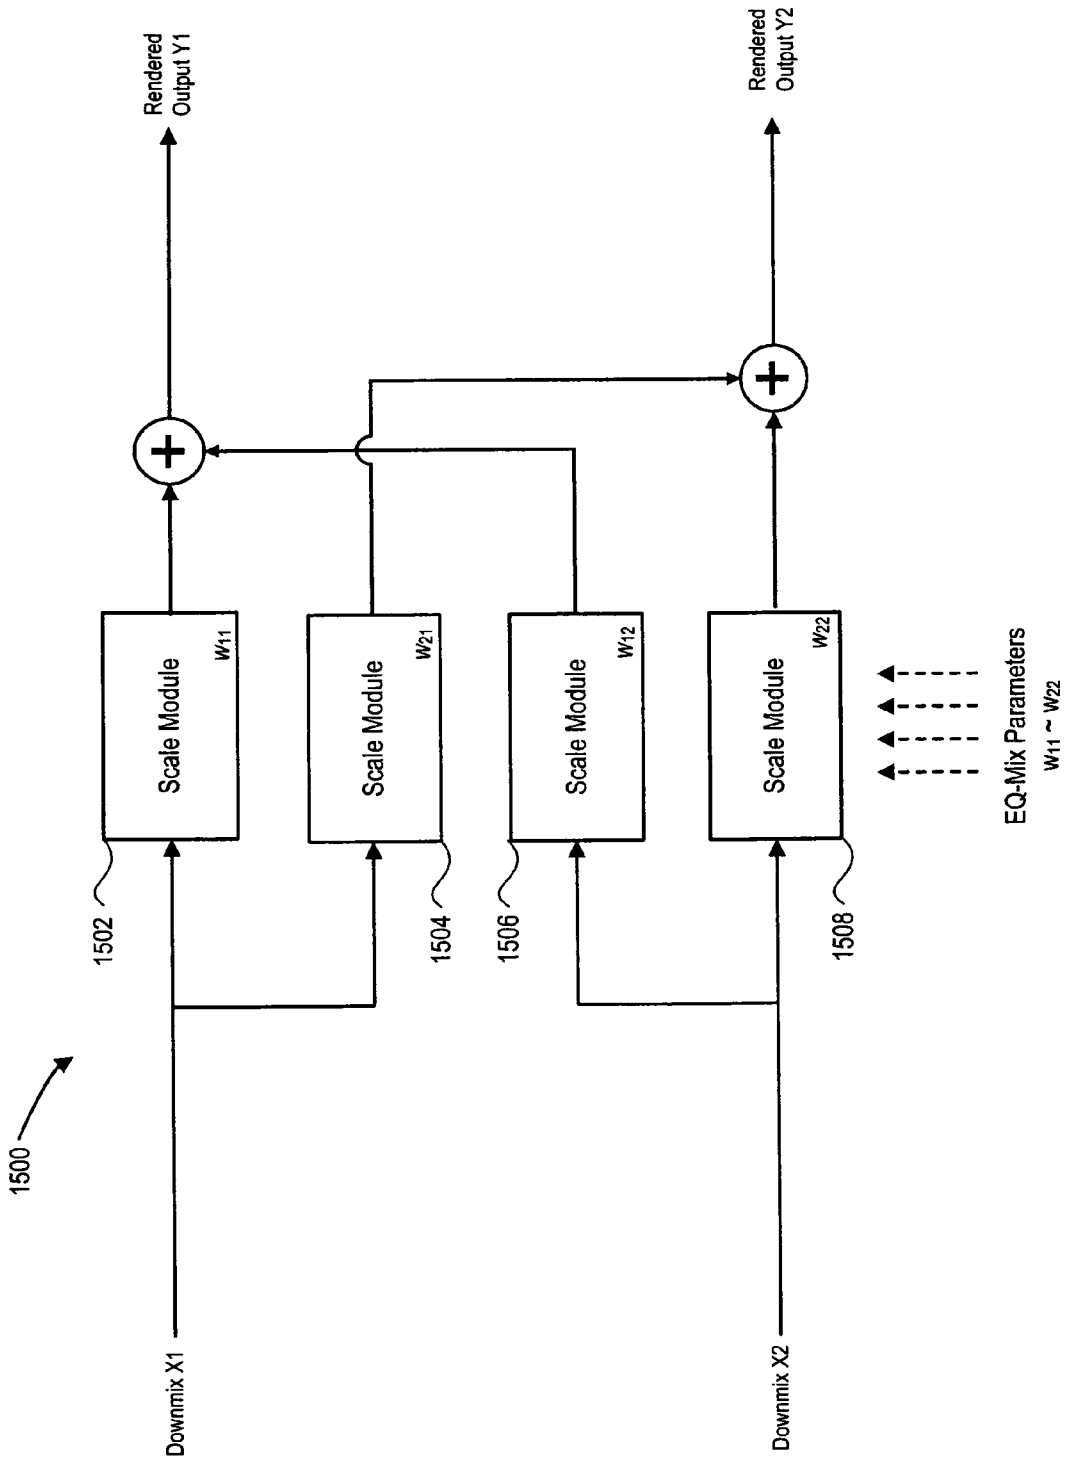 1500
Downmix X1
Downmix X2
1502
Scale Module
W11
1504
Scale Module
W21
1506
Scale Module
W12
1508
Scale Module
W22
EQ-Mix Parameters
W11 ~ W22
Rendered
Output Y1
Rendered
Output Y2